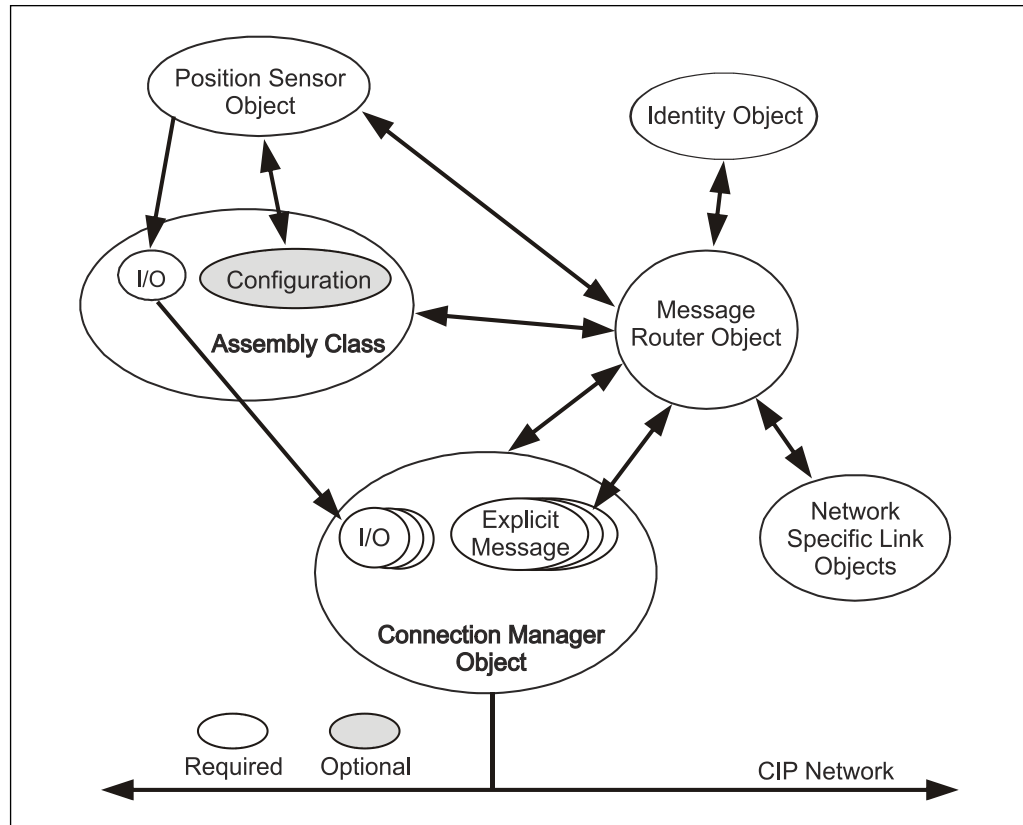 Position Sensor
Object
Identity Object
I/O
Configuration
Assembly Class
Message
Router Object
I/O
Explicit
Message
Network
Specific Link
Objects
Connection Manager
Object
Required
Optional
CIP Network